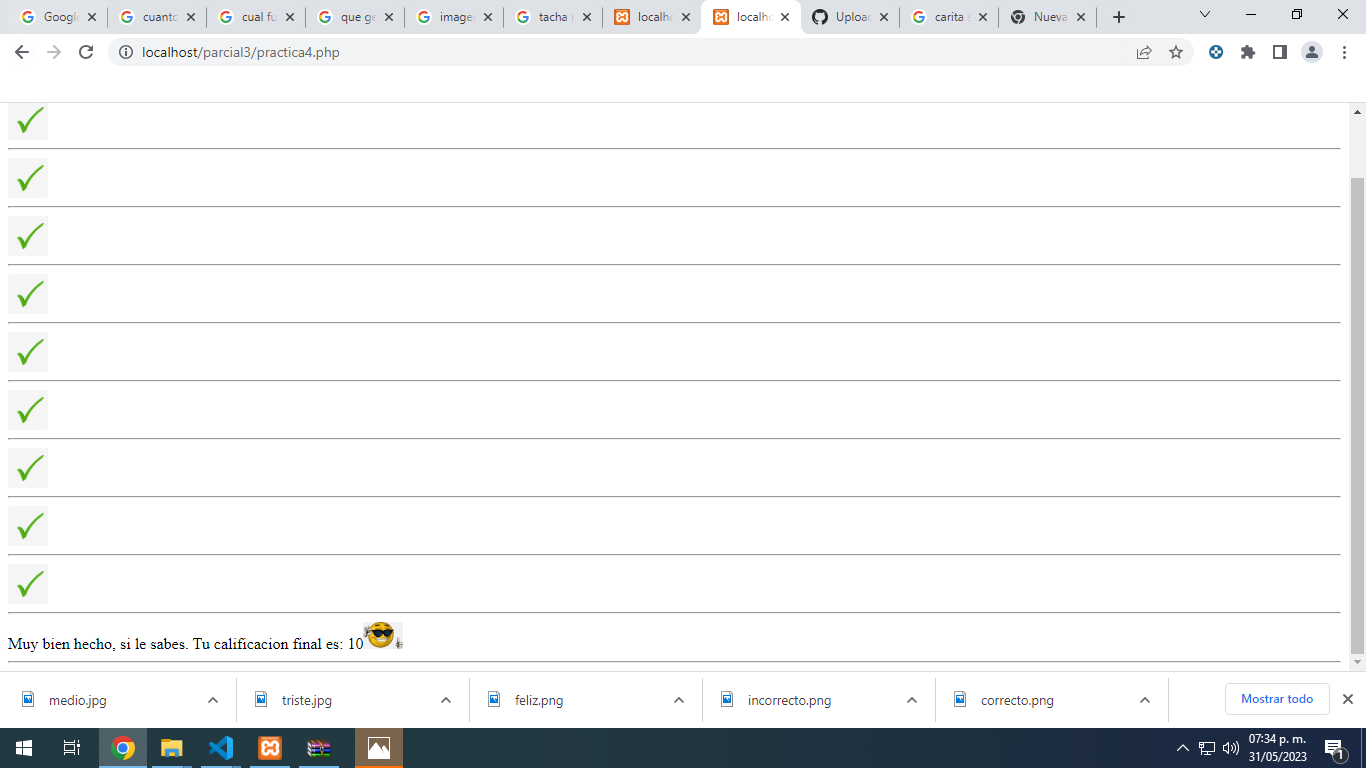 Google
cuanto
cual fu
que ge
image
tacha
localho
localho
Uploa
carita s
Nueva
localhost/parcial3/practica4.php
Muy bien hecho, si le sabes. Tu calificacion final es: 10
medio.jpg
triste.jpg
feliz.png
incorrecto.png
correcto.png
Mostrar todo
07:34 p. m.
31/05/2023
1